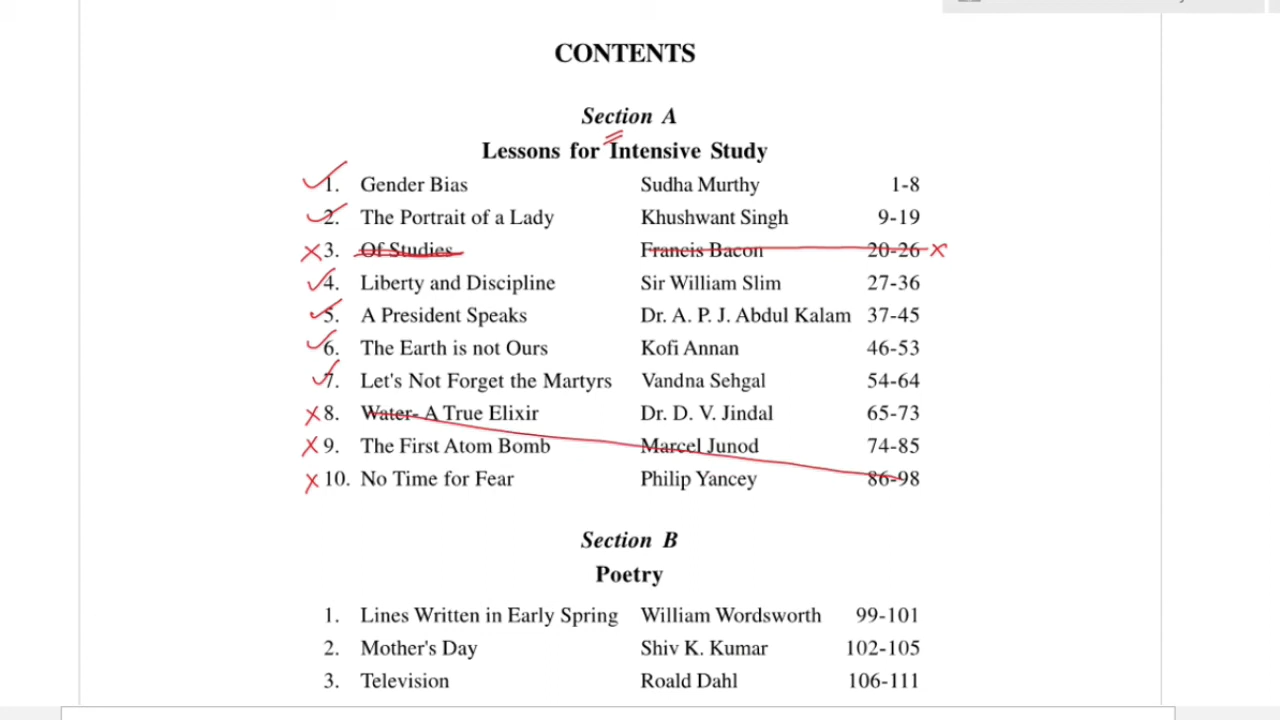 CONTENTS
Section A
Lessons for Intensive Study
1. Gender Bias Sudha Murthy 1-8
2. The Portrait of a Lady Khushwant Singh 9-19
3. Of Studies Francis Bacon 20-26
4. Liberty and Discipline Sir William Slim 27-36
5. A President Speaks Dr. A. P. J. Abdul Kalam 37-45
6. The Earth is not Ours Kofi Annan 46-53
7. Let's Not Forget the Martyrs Vandna Sehgal 54-64
8. Water- A True Elixir Dr. D. V. Jindal 65-73
9. The First Atom Bomb Marcel Junod 74-85
10. No Time for Fear Philip Yancey 86-98
Section B
Poetry
1. Lines Written in Early Spring William Wordsworth 99-101
2. Mother's Day Shiv K. Kumar 102-105
3. Television Roald Dahl 106-111